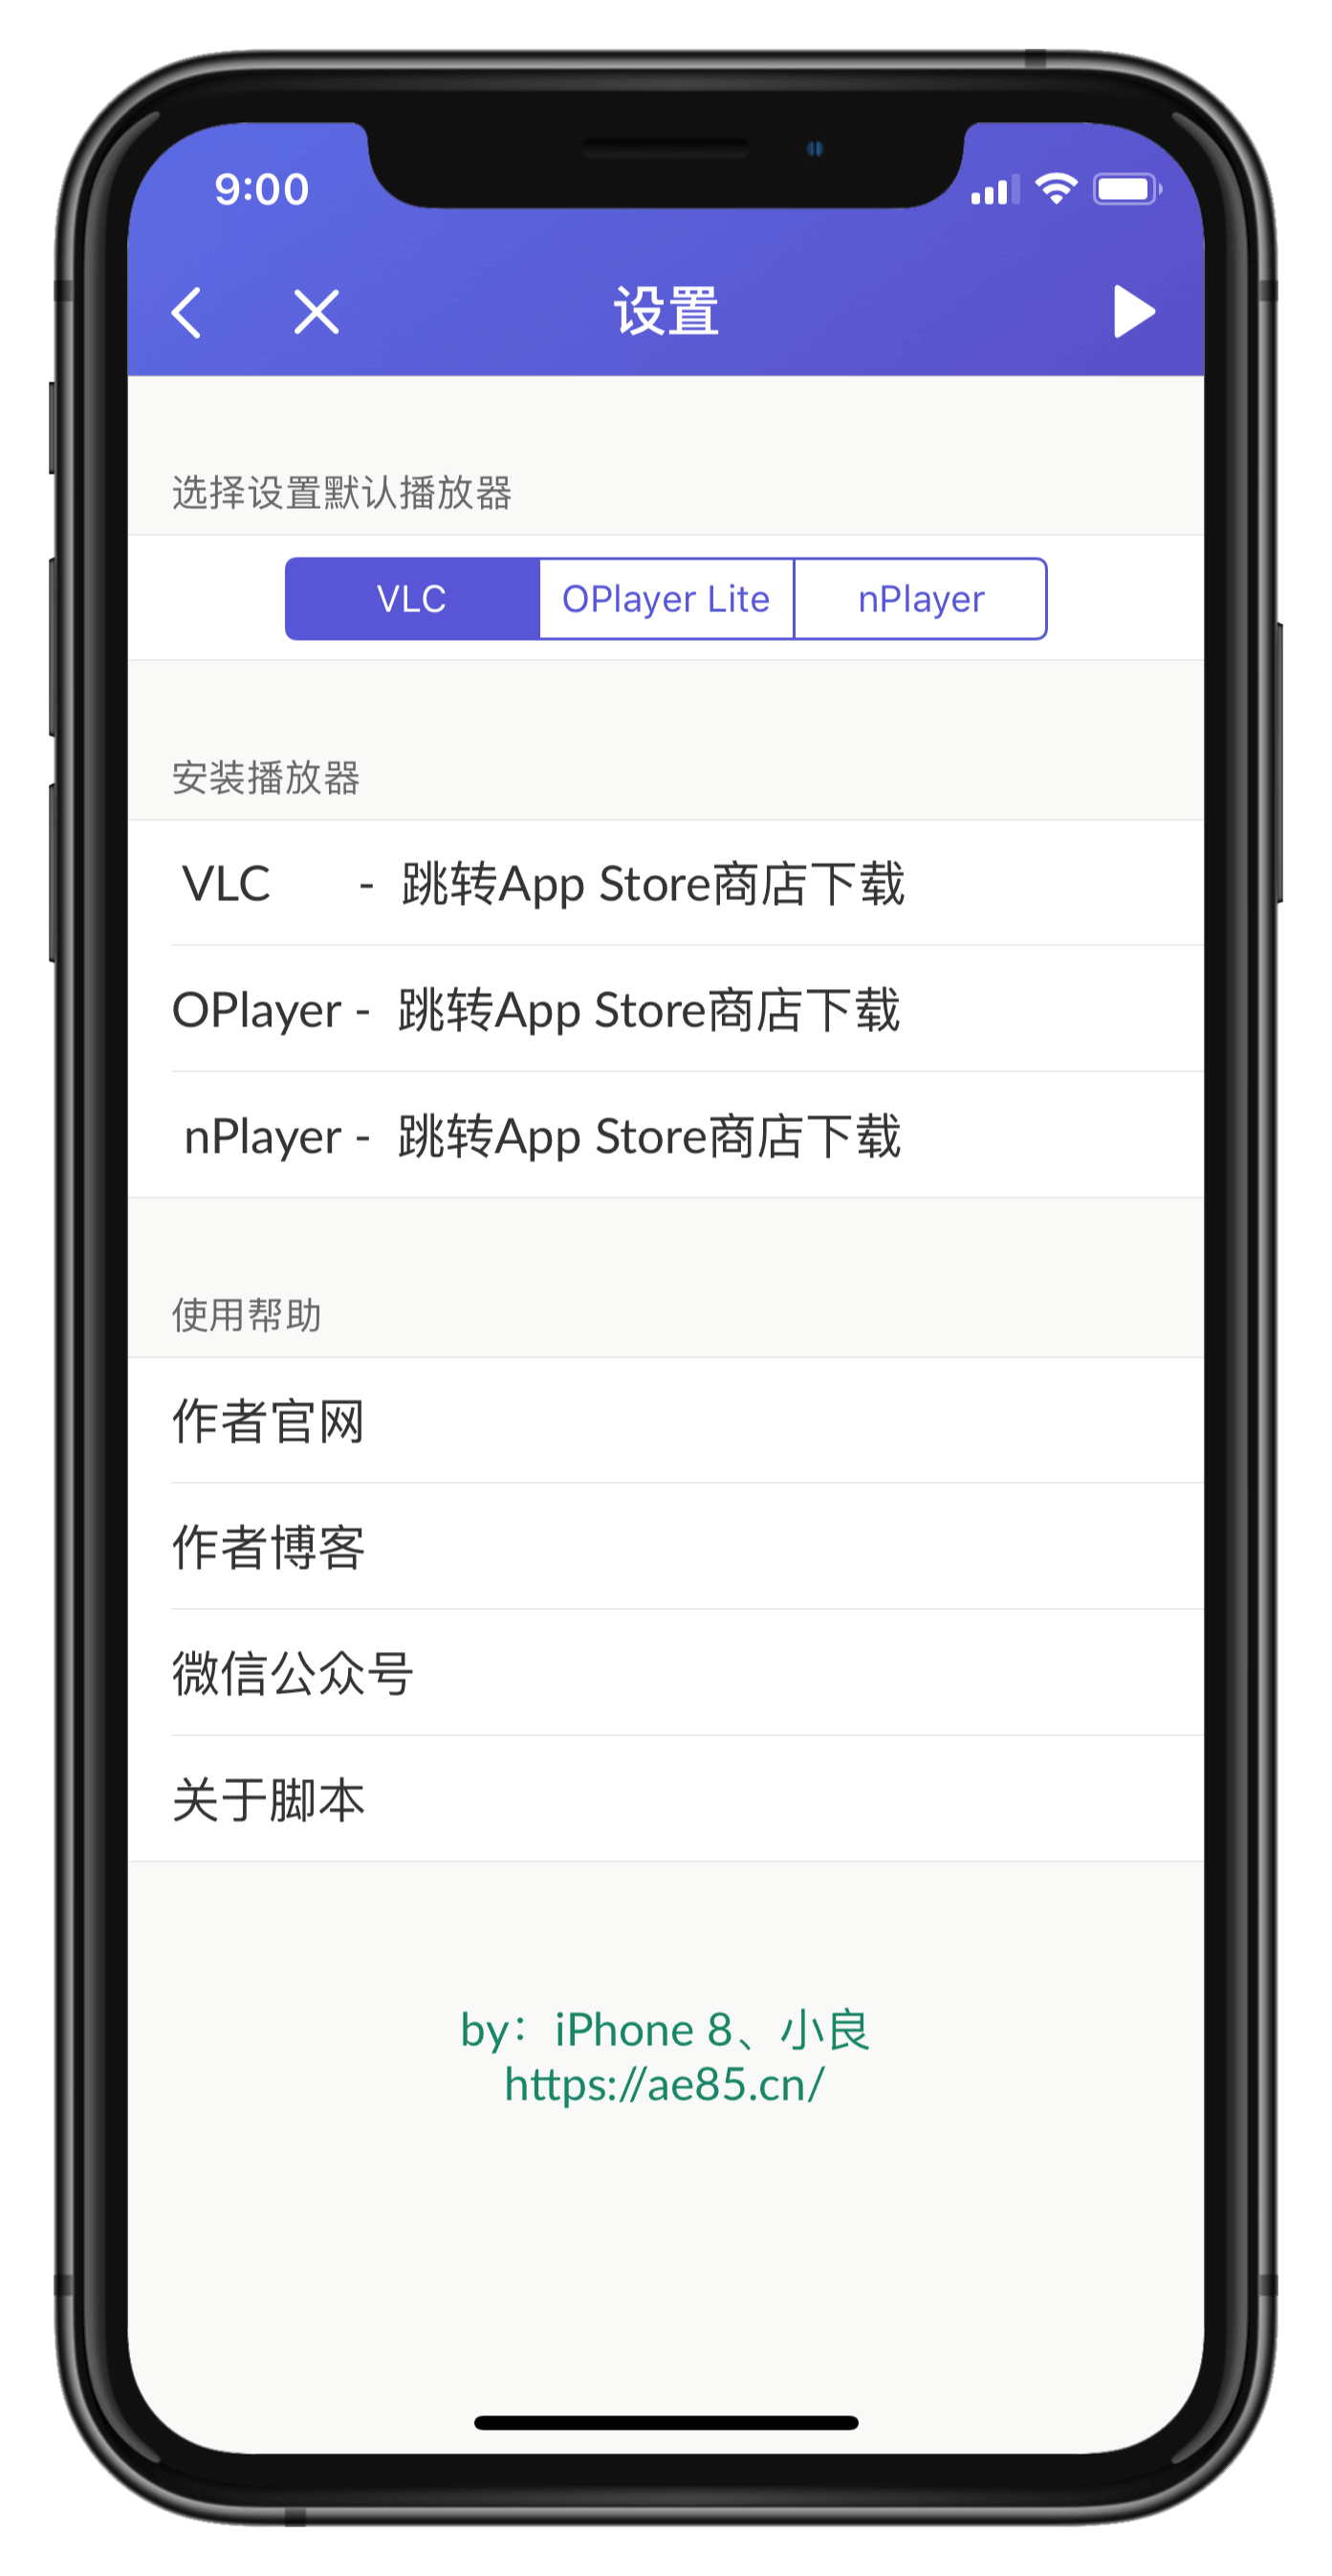 9:00
设置
选择设置默认播放器
VLC OPlayer Lite nPlayer
安装播放器
VLC - 跳转App Store商店下载
OPlayer - 跳转App Store商店下载
nPlayer - 跳转App Store商店下载
使用帮助
作者官网
作者博客
微信公众号
关于脚本
by：iPhone 8、小良
https://ae85.cn/